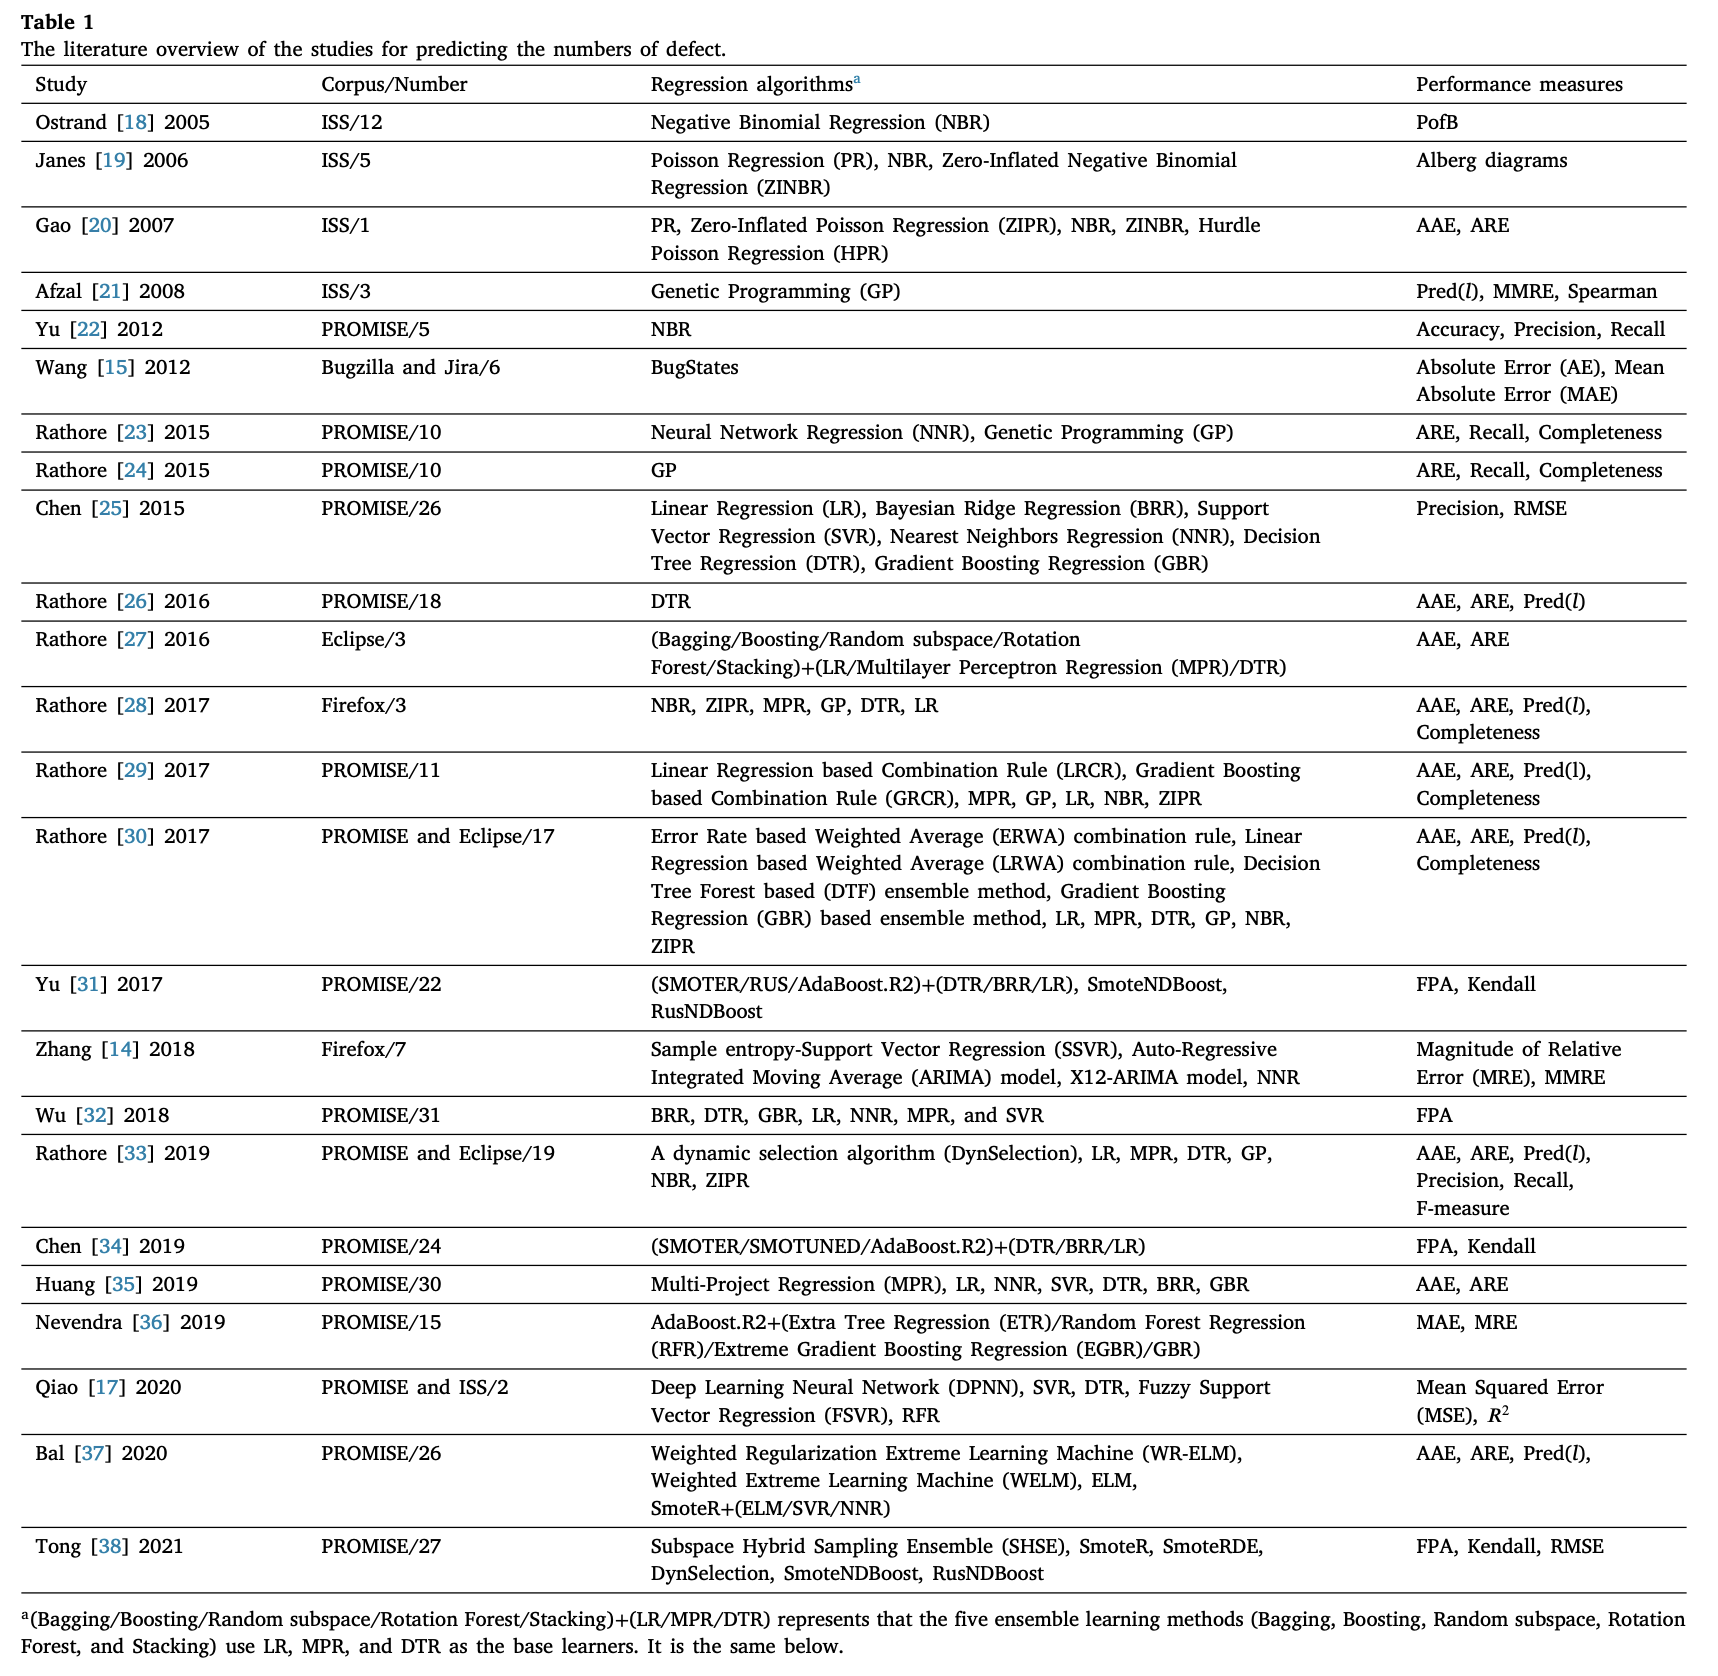 Table 1
The literature overview of the studies for predicting the numbers of defect.
Study Corpus/Number Regression algorithmsa Performance measures
Ostrand [18] 2005 ISS/12 Negative Binomial Regression (NBR) PofB
Janes [19] 2006 ISS/5 Poisson Regression (PR), NBR, Zero-Inflated Negative Binomial Alberg diagrams
Regression (ZINBR)
Gao [20] 2007 ISS/1 PR, Zero-Inflated Poisson Regression (ZIPR), NBR, ZINBR, Hurdle AAE, ARE
Poisson Regression (HPR)
Afzal [21] 2008 ISS/3 Genetic Programming (GP) Pred(l), MMRE, Spearman
Yu [22] 2012 PROMISE/5 NBR Accuracy, Precision, Recall
Wang [15] 2012 Bugzilla and Jira/6 BugStates Absolute Error (AE), Mean
Absolute Error (MAE)
Rathore [23] 2015 PROMISE/10 Neural Network Regression (NNR), Genetic Programming (GP) ARE, Recall, Completeness
Rathore [24] 2015 PROMISE/10 GP ARE, Recall, Completeness
Chen [25] 2015 PROMISE/26 Linear Regression (LR), Bayesian Ridge Regression (BRR), Support Precision, RMSE
Vector Regression (SVR), Nearest Neighbors Regression (NNR), Decision
Tree Regression (DTR), Gradient Boosting Regression (GBR)
Rathore [26] 2016 PROMISE/18 DTR AAE, ARE, Pred(l)
Rathore [27] 2016 Eclipse/3 (Bagging/Boosting/Random subspace/Rotation AAE, ARE
Forest/Stacking)+(LR/Multilayer Perceptron Regression (MPR)/DTR)
Rathore [28] 2017 Firefox/3 NBR, ZIPR, MPR, GP, DTR, LR AAE, ARE, Pred(l),
Completeness
Rathore [29] 2017 PROMISE/11 Linear Regression based Combination Rule (LRCR), Gradient Boosting AAE, ARE, Pred(l),
based Combination Rule (GRCR), MPR, GP, LR, NBR, ZIPR Completeness
Rathore [30] 2017 PROMISE and Eclipse/17 Error Rate based Weighted Average (ERWA) combination rule, Linear AAE, ARE, Pred(l),
Regression based Weighted Average (LRWA) combination rule, Decision Completeness
Tree Forest based (DTF) ensemble method, Gradient Boosting
Regression (GBR) based ensemble method, LR, MPR, DTR, GP, NBR,
ZIPR
Yu [31] 2017 PROMISE/22 (SMOTER/RUS/AdaBoost.R2)+(DTR/BRR/LR), SmoteNDBoost, FPA, Kendall
RusNDBoost
Zhang [14] 2018 Firefox/7 Sample entropy-Support Vector Regression (SSVR), Auto-Regressive Magnitude of Relative
Integrated Moving Average (ARIMA) model, X12-ARIMA model, NNR Error (MRE), MMRE
Wu [32] 2018 PROMISE/31 BRR, DTR, GBR, LR, NNR, MPR, and SVR FPA
Rathore [33] 2019 PROMISE and Eclipse/19 A dynamic selection algorithm (DynSelection), LR, MPR, DTR, GP, AAE, ARE, Pred(l),
NBR, ZIPR Precision, Recall,
F-measure
Chen [34] 2019 PROMISE/24 (SMOTER/SMOTUNED/AdaBoost.R2)+(DTR/BRR/LR) FPA, Kendall
Huang [35] 2019 PROMISE/30 Multi-Project Regression (MPR), LR, NNR, SVR, DTR, BRR, GBR AAE, ARE
Nevendra [36] 2019 PROMISE/15 AdaBoost.R2+(Extra Tree Regression (ETR)/Random Forest Regression MAE, MRE
(RFR)/Extreme Gradient Boosting Regression (EGBR)/GBR)
Qiao [17] 2020 PROMISE and ISS/2 Deep Learning Neural Network (DPNN), SVR, DTR, Fuzzy Support Mean Squared Error
Vector Regression (FSVR), RFR (MSE), R²
Bal [37] 2020 PROMISE/26 Weighted Regularization Extreme Learning Machine (WR-ELM), AAE, ARE, Pred(l),
Weighted Extreme Learning Machine (WELM), ELM,
SmoteR+(ELM/SVR/NNR)
Tong [38] 2021 PROMISE/27 Subspace Hybrid Sampling Ensemble (SHSE), SmoteR, SmoteRDE, FPA, Kendall, RMSE
DynSelection, SmoteNDBoost, RusNDBoost
a(Bagging/Boosting/Random subspace/Rotation Forest/Stacking)+(LR/MPR/DTR) represents that the five ensemble learning methods (Bagging, Boosting, Random subspace, Rotation
Forest, and Stacking) use LR, MPR, and DTR as the base learners. It is the same below.